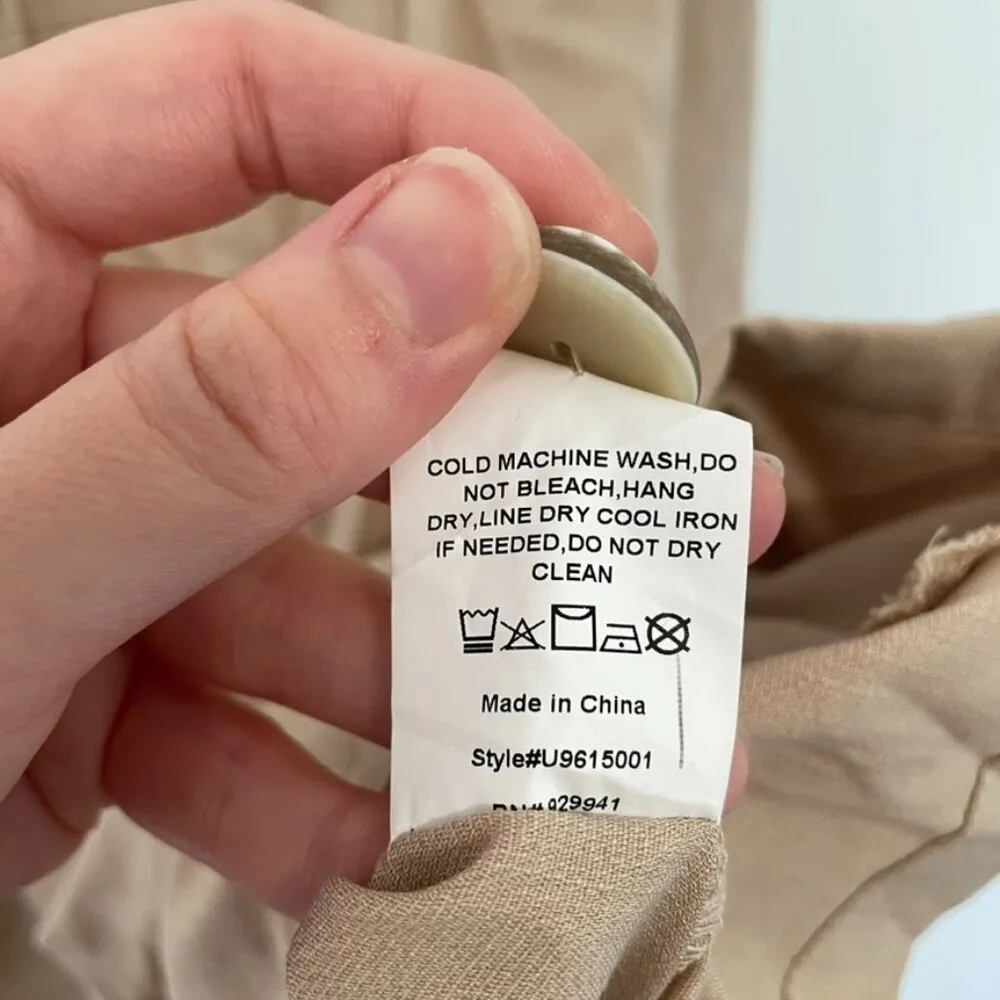 COLD MACHINE WASH,DO
NOT BLEACH,HANG
DRY,LINE DRY COOL IRON
IF NEEDED,DO NOT DRY
CLEAN
Made in China
Style#U9615001